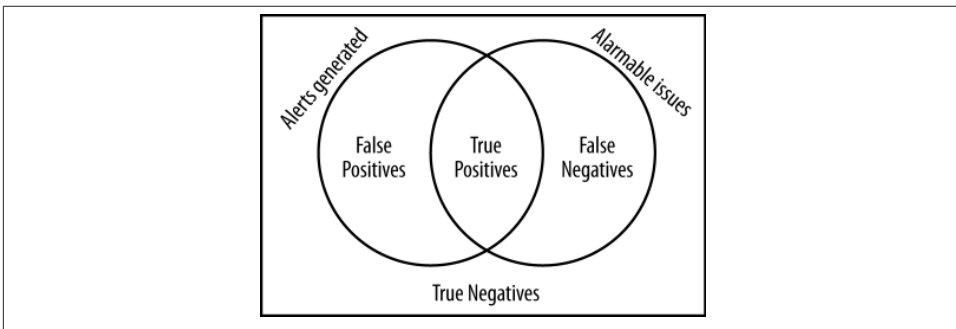 Alerts generated
Alarmable issues
False
Positives
True
Positives
False
Negatives
True Negatives